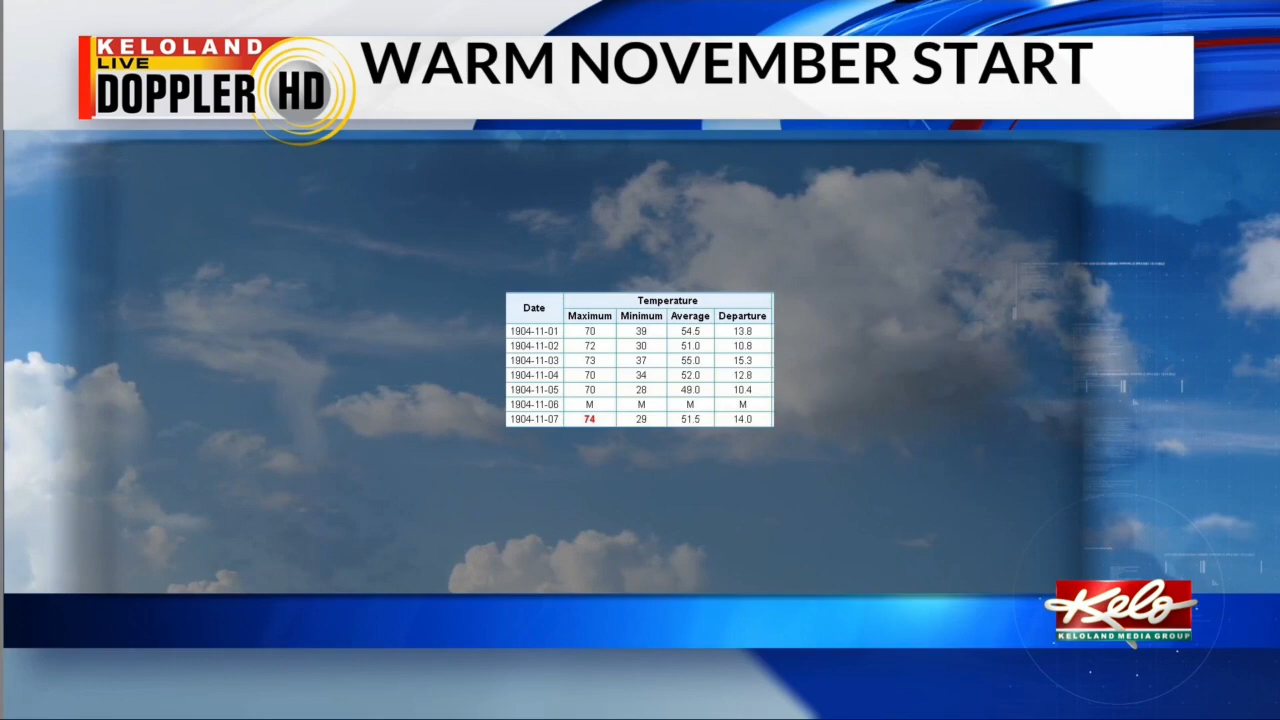 KELOLAND
LIVE
DOPPLER HD
WARM NOVEMBER START
Date Temperature
Maximum Minimum Average Departure
1904-11-01 70 39 54.5 13.8
1904-11-02 72 30 51.0 10.8
1904-11-03 73 37 55.0 15.3
1904-11-04 70 34 52.0 12.8
1904-11-05 70 28 49.0 10.4
1904-11-06 M M M M
1904-11-07 74 29 51.5 14.0
Kelo
KELOLAND MEDIA GROUP